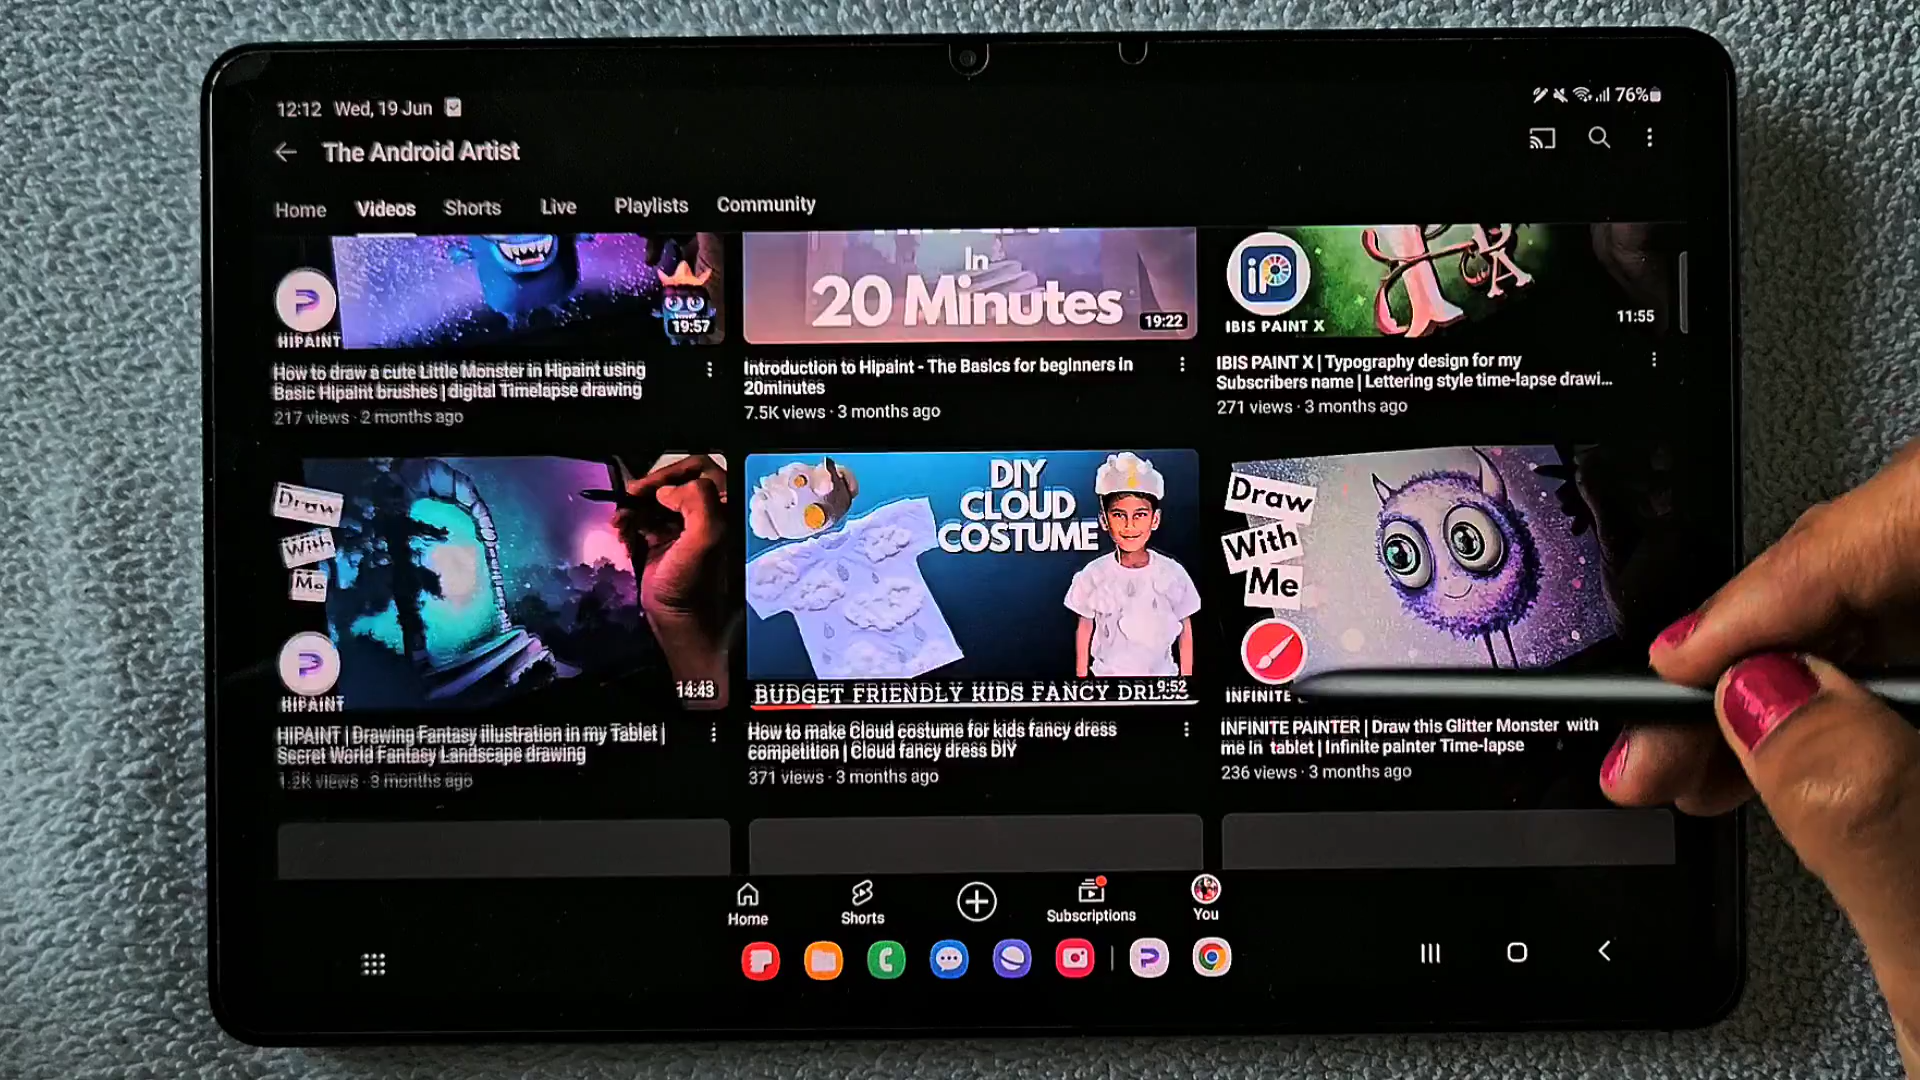 12:12 Wed, 19 Jun
76%
The Android Artist
Home Videos Shorts Live Playlists Community
19:57
HIPAINT
How to draw a cute Little Monster in Hipaint using
Basic Hipaint brushes | digital Timelapse drawing
217 views · 2 months ago
In
20 Minutes
19:22
Introduction to Hipaint - The Basics for beginners in
20minutes
7.5K views · 3 months ago
iP
IBIS PAINT X
11:55
IBIS PAINT X | Typography design for my
Subscribers name | Lettering style time-lapse drawi...
271 views · 3 months ago
Draw
With
Me
HIPAINT
14:43
HIPAINT | Drawing Fantasy illustration in my Tablet |
Secret World Fantasy Landscape drawing
1.2K views · 3 months ago
DIY
CLOUD
COSTUME
BUDGET FRIENDLY KIDS FANCY
9:52
How to make Cloud costume for kids fancy dress
competition | Cloud fancy dress DIY
371 views · 3 months ago
Draw
With
Me
INFINITE
INFINITE PAINTER | Draw this Glitter Monster with
me in tablet | Infinite painter Time-lapse
236 views · 3 months ago
Home Shorts Subscriptions You